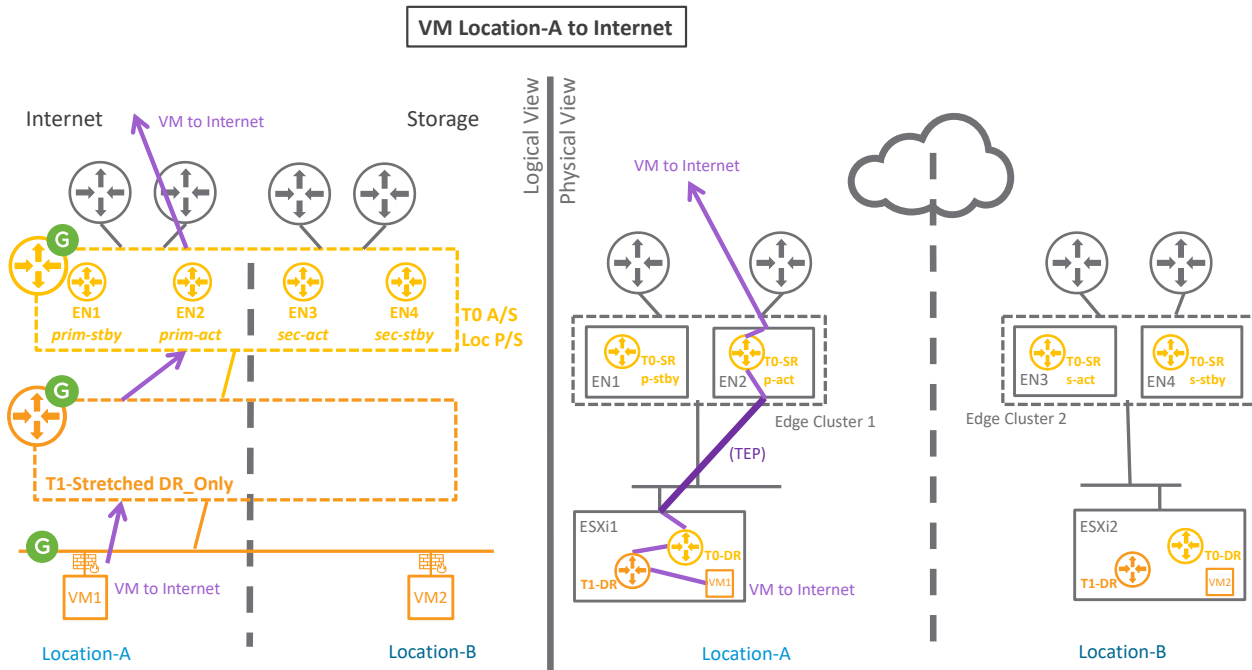 VM Location-A to Internet
Internet
VM to Internet
Storage
Logical View
Physical View
G
EN1
prim-stby
EN2
prim-act
EN3
sec-act
EN4
sec-stby
T0 A/S
Loc P/S
G
T1-Stretched DR_Only
G
VM1
VM to Internet
VM2
Location-A
Location-B
VM to Internet
T0-SR
p-stby
EN1
T0-SR
p-act
EN2
Edge Cluster 1
T0-SR
s-act
EN3
T0-SR
s-stby
EN4
Edge Cluster 2
(TEP)
ESXi1
T0-DR
T1-DR
VM1
VM to Internet
ESXi2
T0-DR
T1-DR
VM2
Location-A
Location-B